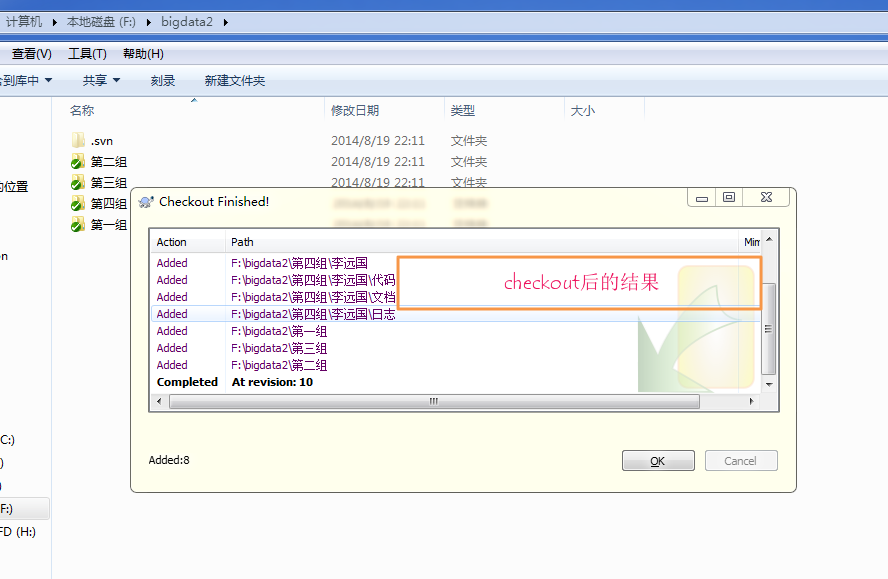 计算机 本地磁盘 (F:) bigdata2
查看(V) 工具(T) 帮助(H)
到库中 共享 刻录 新建文件夹
名称 修改日期 类型 大小
.svn 2014/8/19 22:11 文件夹
第二组 2014/8/19 22:11 文件夹
的位置
第三组 2014/8/19 22:11 文件夹
第四组
第一组
Checkout Finished!
Action Path
Added F:\bigdata2\第四组\李远国
Added F:\bigdata2\第四组\李远国\代码
checkout后的结果
Added F:\bigdata2\第四组\李远国\文档
Added F:\bigdata2\第四组\李远国\日志
Added F:\bigdata2\第一组
Added F:\bigdata2\第三组
Added F:\bigdata2\第二组
Completed At revision: 10
Added:8
OK Cancel
C:)
F:)
FD (H:)